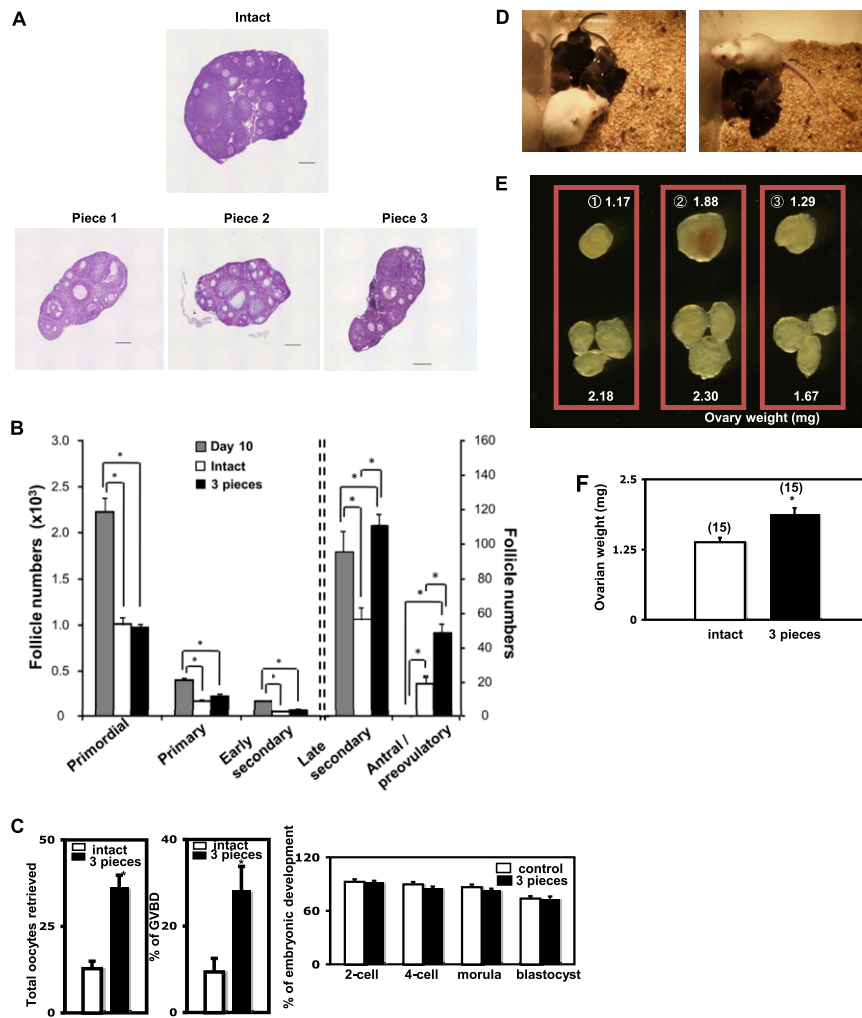 A
Intact
Piece 1 Piece 2 Piece 3
B
Follicle numbers (x10³)
3.0
2.5
2.0
1.5
1.0
0.5
0
Day 10
Intact
3 pieces
* * * * * * * * * * * *
160
140
120
100
80
60
40
20
0
Follicle numbers
Primordial
Primary
Early
secondary
Late
secondary
Antral /
preovulatory
C
Total oocytes retrieved
50
25
0
intact
3 pieces
*
% of GVBD
40
20
0
intact
3 pieces
*
% of embryonic development
120
60
0
control
3 pieces
2-cell 4-cell morula blastocyst
D
E
① 1.17 ② 1.88 ③ 1.29
2.18 2.30 1.67
Ovary weight (mg)
F
Ovarian weight (mg)
2.5
1.25
0
(15)
(15)
*
intact 3 pieces